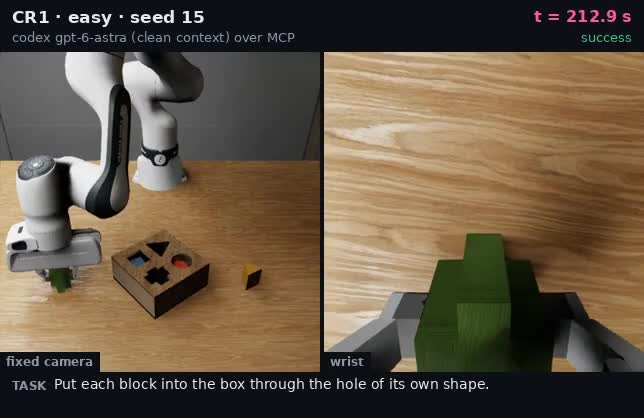 CR1 · easy · seed 15
t = 212.9 s
codex gpt-6-astra (clean context) over MCP
success
fixed camera
wrist
TASK Put each block into the box through the hole of its own shape.